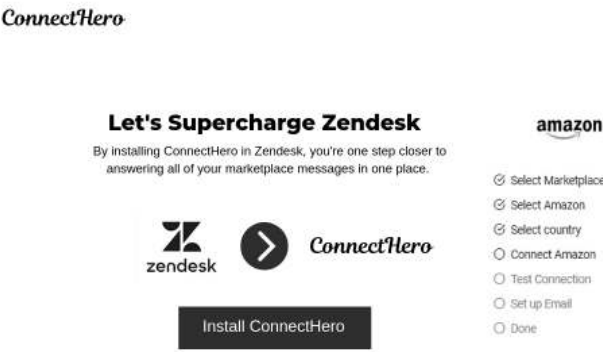 ConnectHero
Let's Supercharge Zendesk
By installing ConnectHero in Zendesk, you're one step closer to
answering all of your marketplace messages in one place.
zendesk
ConnectHero
Install ConnectHero
amazon
Select Marketplace
Select Amazon
Select country
Connect Amazon
Test Connection
Set up Email
Done